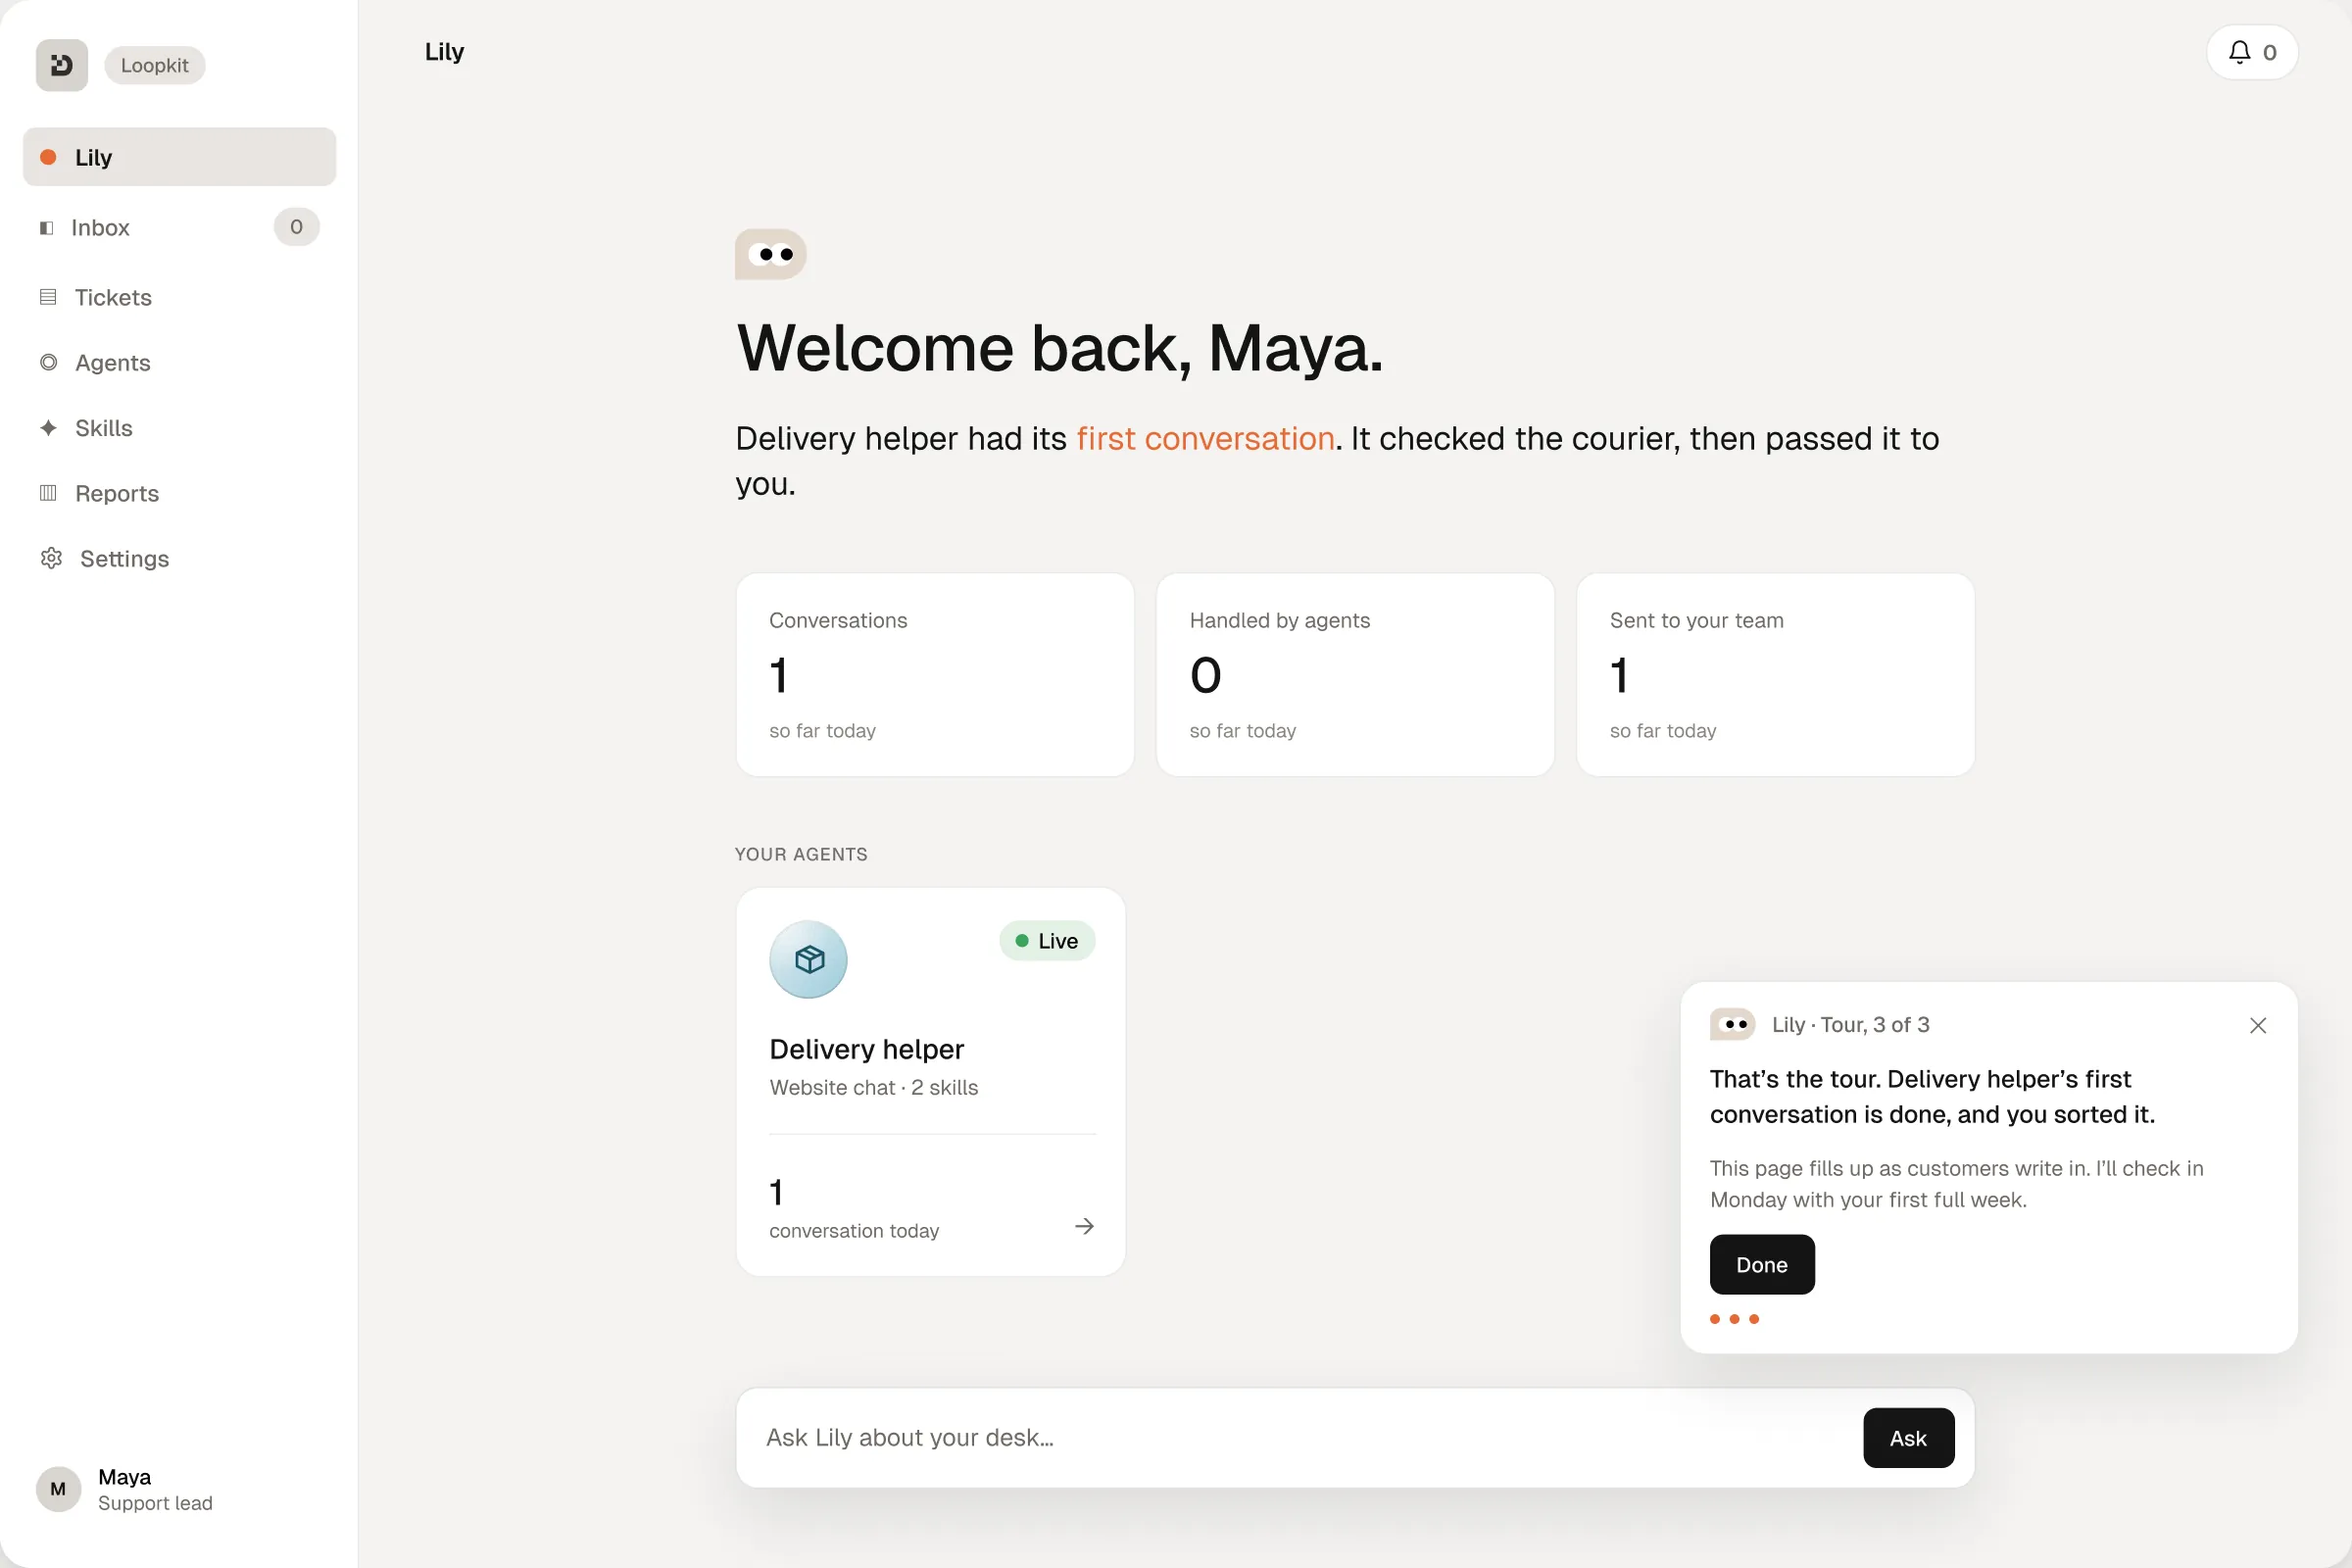 Loopkit
Lily
Inbox
0
Tickets
Agents
Skills
Reports
Settings
M
Maya
Support lead
Lily
0
Welcome back, Maya.
Delivery helper had its first conversation. It checked the courier, then passed it to
you.
Conversations
1
so far today
Handled by agents
0
so far today
Sent to your team
1
so far today
YOUR AGENTS
Live
Delivery helper
Website chat · 2 skills
1
conversation today
Lily · Tour, 3 of 3
That’s the tour. Delivery helper’s first
conversation is done, and you sorted it.
This page fills up as customers write in. I’ll check in
Monday with your first full week.
Done
Ask Lily about your desk…
Ask